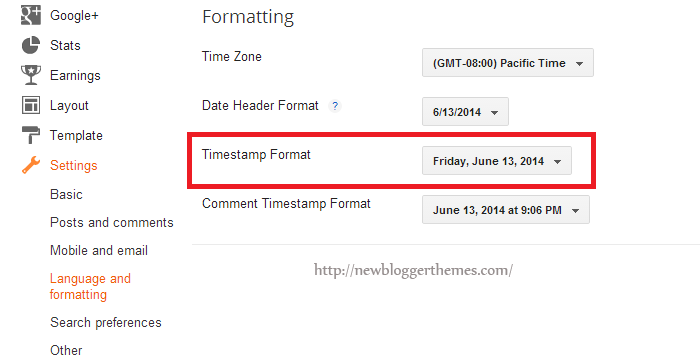 Google+
Stats
Earnings
Layout
Template
Settings
Basic
Posts and comments
Mobile and email
Language and
formatting
Search preferences
Other
Formatting
Time Zone
(GMT-08:00) Pacific Time
Date Header Format ?
6/13/2014
Timestamp Format
Friday, June 13, 2014
Comment Timestamp Format
June 13, 2014 at 9:06 PM
http://newbloggerthemes.com/